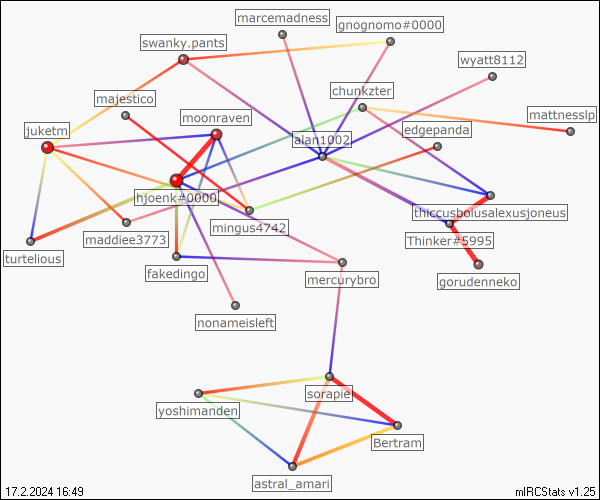 marcemadness
gnognomo#0000
swanky.pants
wyatt8112
chunkzter
majestico
mattnesslp
moonraven
edgepanda
juketm
alan1002
hjoenk#0000
thiccusboiusalexusjoneus
mingus4742
maddiee3773
Thinker#5995
turtelious
fakedingo
mercurybro
gorudenneko
nonameisleft
sorapie
yoshimanden
Bertram
astral_amari
17.2.2024 16:49
mIRCStats v1.25